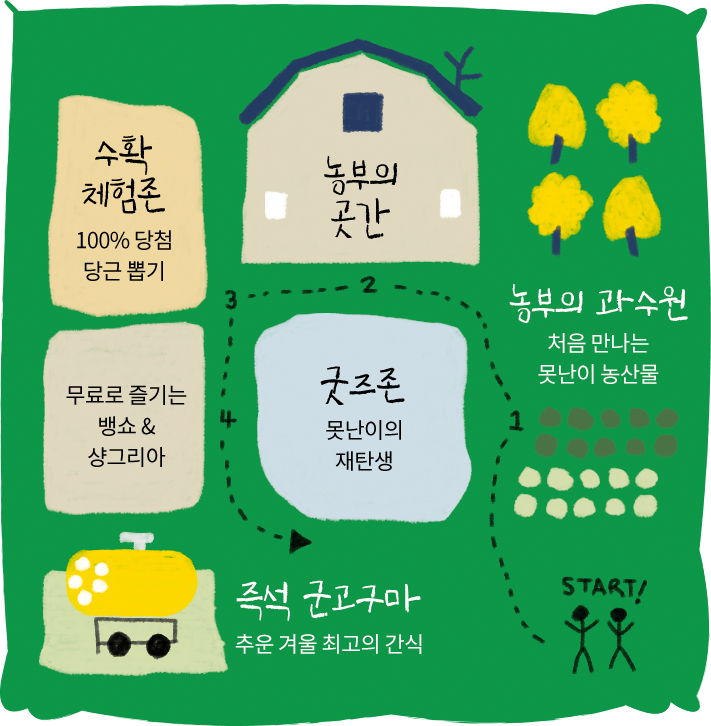 수확
체험존
100% 당첨
당근 뽑기
농부의
곳간
농부의 과수원
처음 만나는
못난이 농산물
3
2
1
4
무료로 즐기는
뱅쇼 &
샹그리아
굿즈존
못난이의
재탄생
즉석 군고구마
추운 겨울 최고의 간식
START!